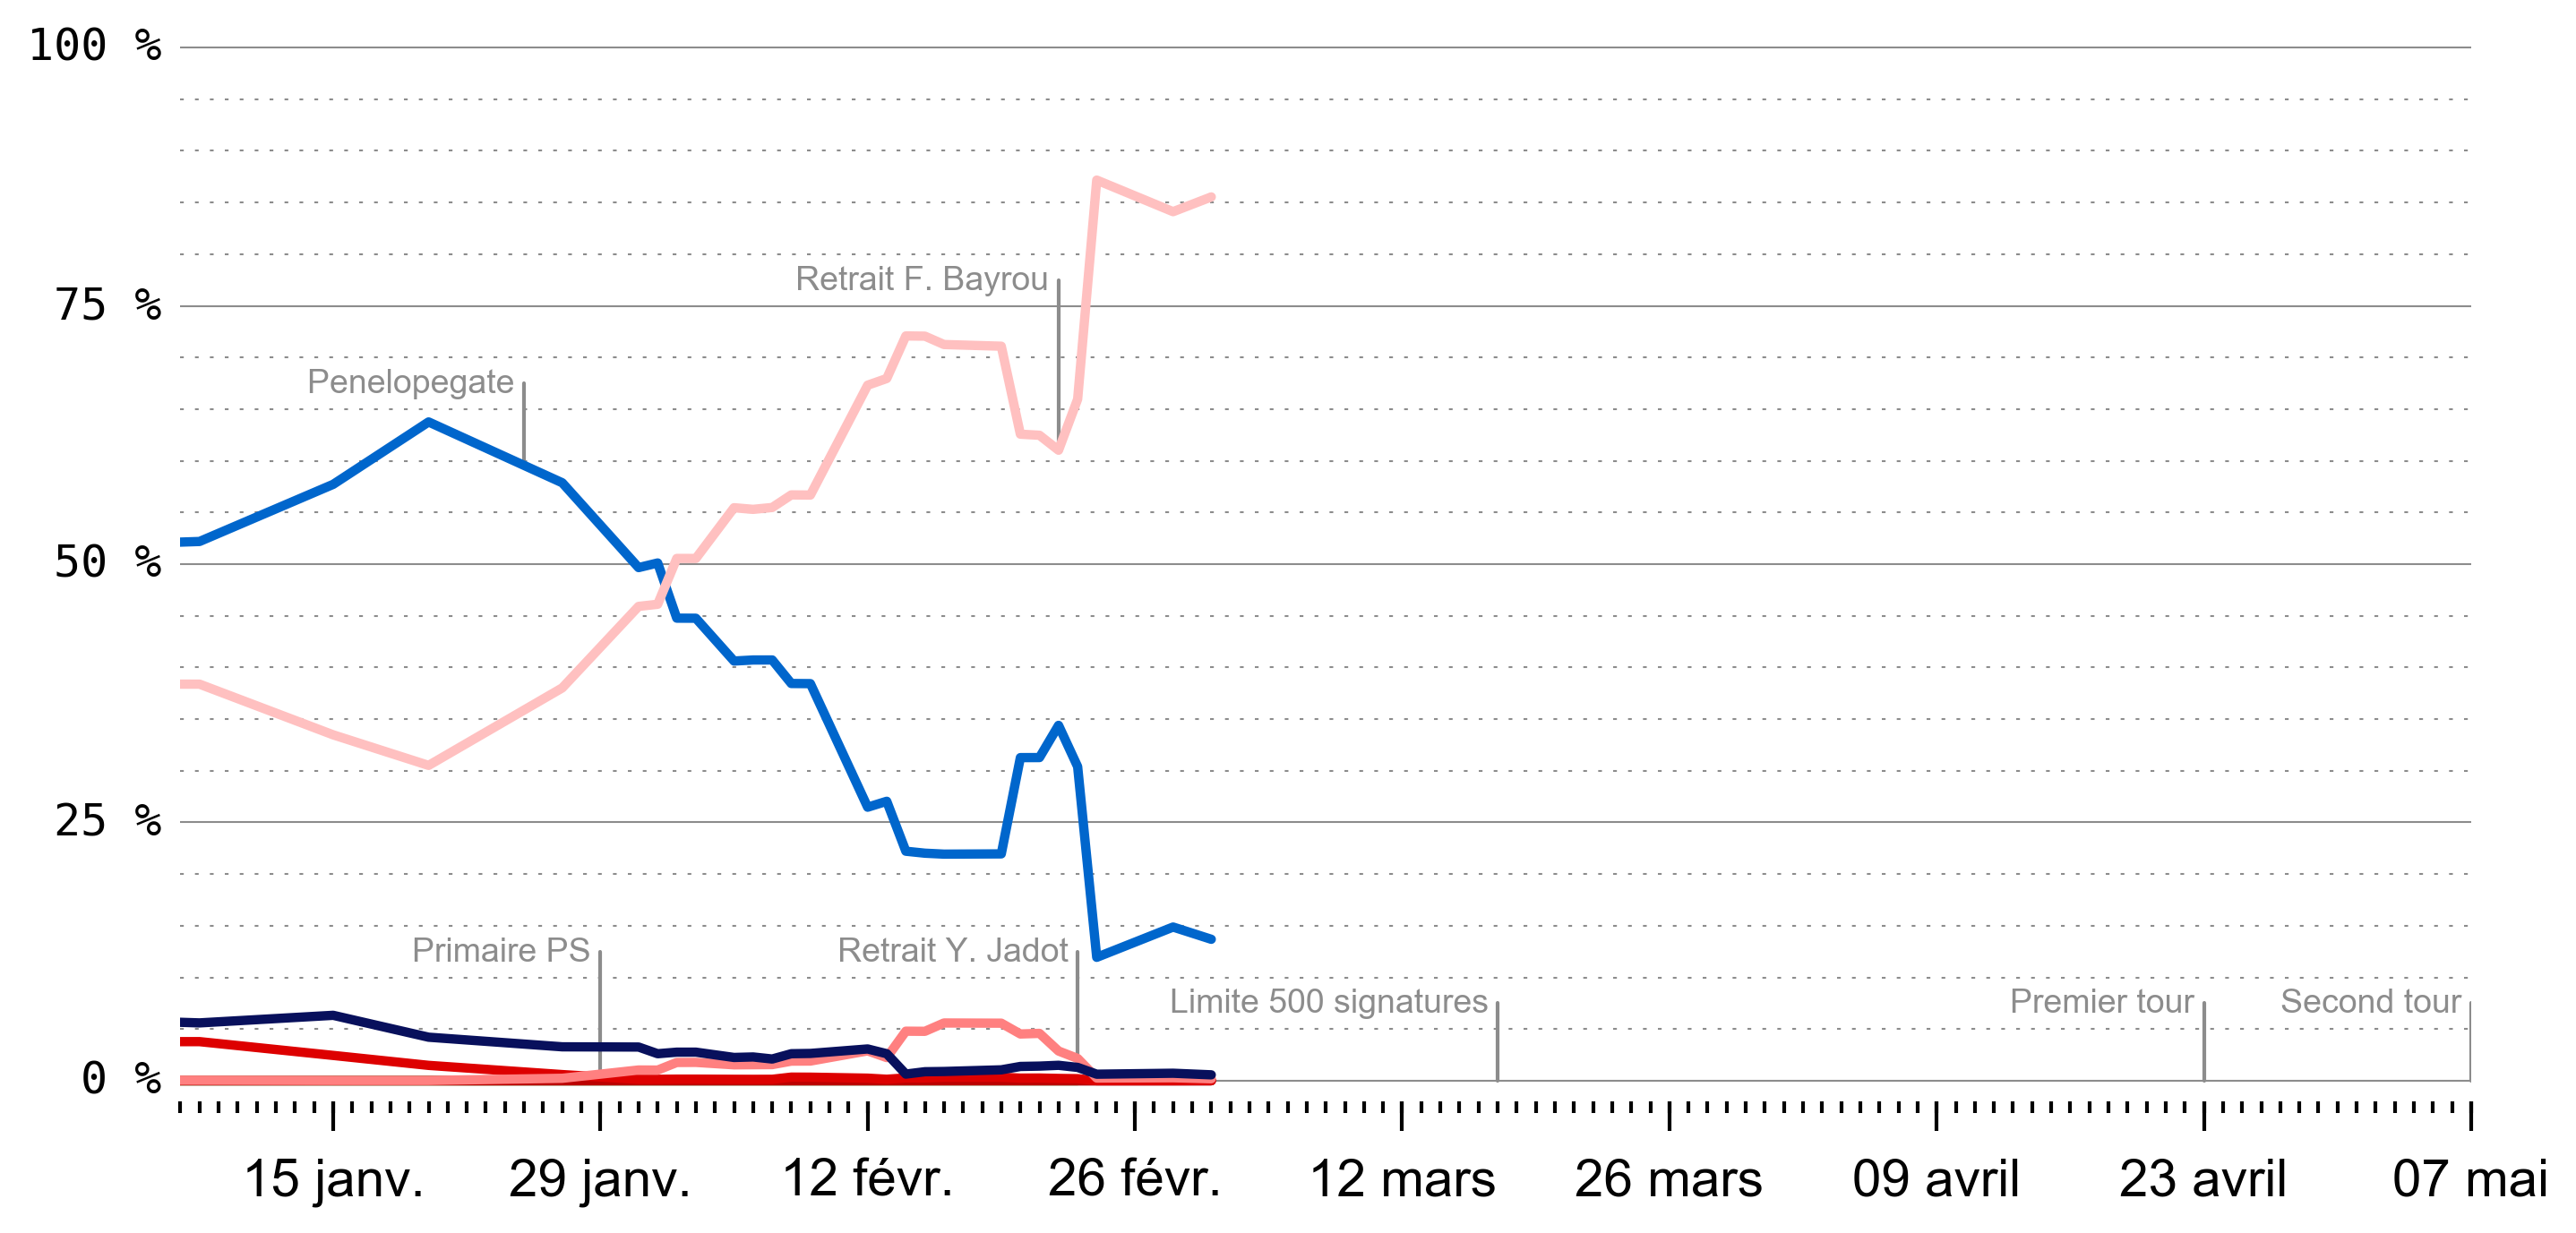 100 %
Retrait F. Bayrou
75 %
Penelopegate
50 %
25 %
Primaire PS
Retrait Y. Jadot
Limite 500 signatures
Premier tour
Second tour
0 %
15 janv.
29 janv.
12 févr.
26 févr.
12 mars
26 mars
09 avril
23 avril
07 mai